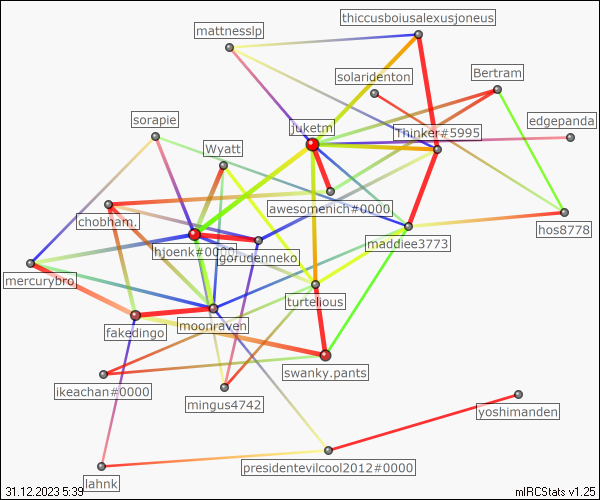 thiccusboiusalexusjoneus
mattnesslp
solaridenton
Bertram
edgepanda
sorapie
juketm
Thinker#5995
Wyatt
awesomenich#0000
chobham.
hos8778
hjoenk#0000
gorudenneko
maddiee3773
mercurybro
turtelious
fakedingo
moonraven
swanky.pants
ikeachan#0000
mingus4742
yoshimanden
presidentevilcool2012#0000
lahnk
31.12.2023 5:39
mIRCStats v1.25